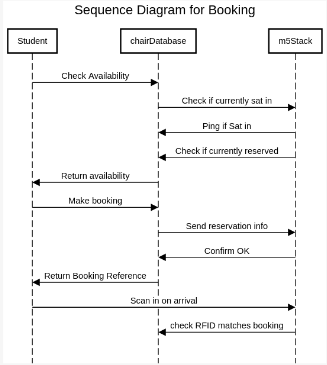 Sequence Diagram for Booking
Student
chairDatabase
m5Stack
Check Availability
Check if currently sat in
Ping if Sat in
Check if currently reserved
Return availability
Make booking
Send reservation info
Confirm OK
Return Booking Reference
Scan in on arrival
check RFID matches booking